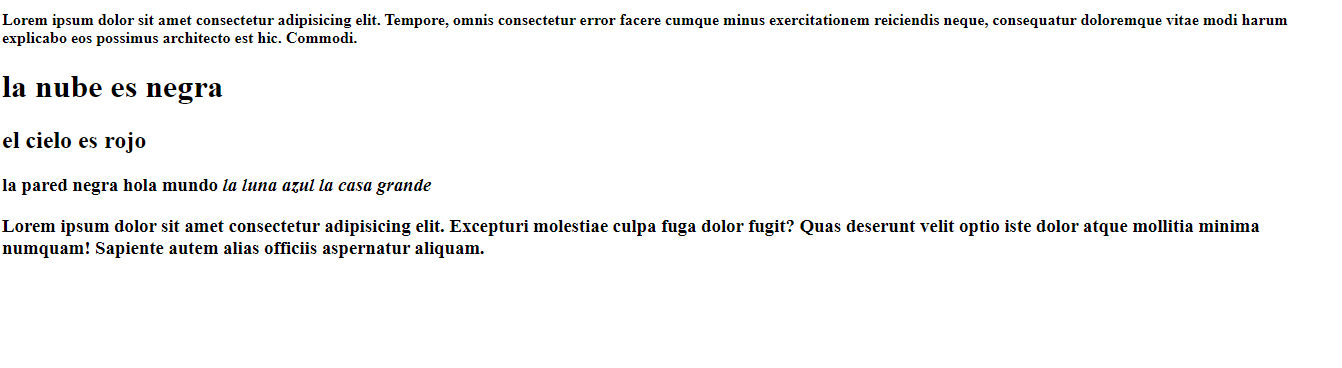 Lorem ipsum dolor sit amet consectetur adipisicing elit. Tempore, omnis consectetur error facere cumque minus exercitationem reiciendis neque, consequatur doloremque vitae modi harum
explicabo eos possimus architecto est hic. Commodi.
la nube es negra
el cielo es rojo
la pared negra hola mundo la luna azul la casa grande
Lorem ipsum dolor sit amet consectetur adipisicing elit. Excepturi molestiae culpa fuga dolor fugit? Quas deserunt velit optio iste dolor atque mollitia minima
numquam! Sapiente autem alias officiis aspernatur aliquam.